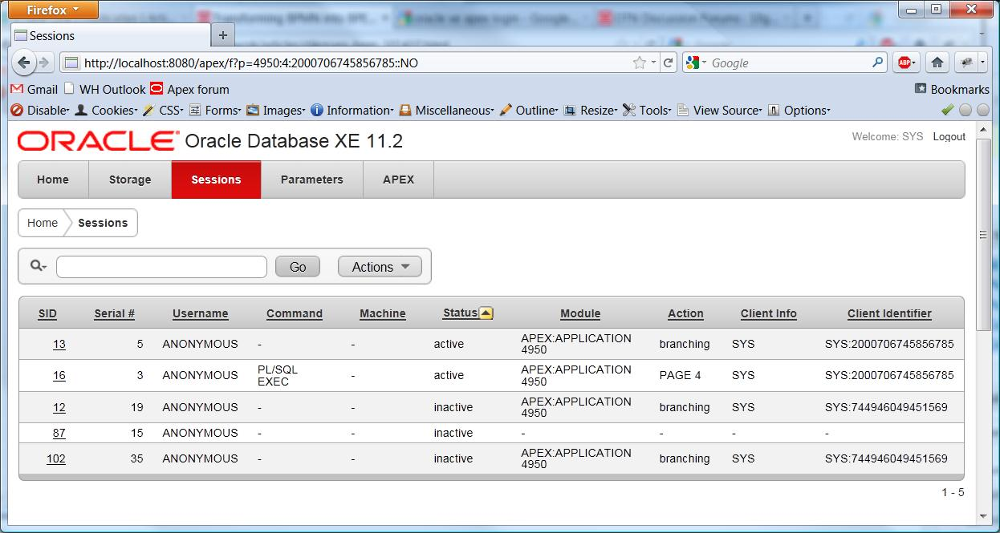 Firefox
Sessions
http://localhost:8080/apex/f?p=4950:4:2000706745856785::NO
Google
ABP
Gmail WH Outlook Apex forum Bookmarks
Disable Cookies CSS Forms Images Information Miscellaneous Outline Resize Tools View Source Options
ORACLE Oracle Database XE 11.2
Welcome: SYS Logout
Home Storage Sessions Parameters APEX
Home Sessions
Go Actions
SID Serial # Username Command Machine Status Module Action Client Info Client Identifier
13 5 ANONYMOUS - - active APEX:APPLICATION 4950 branching SYS SYS:2000706745856785
16 3 ANONYMOUS PL/SQL EXEC - active APEX:APPLICATION 4950 PAGE 4 SYS SYS:2000706745856785
12 19 ANONYMOUS - - inactive APEX:APPLICATION 4950 branching SYS SYS:744946049451569
87 15 ANONYMOUS - - inactive - - - -
102 35 ANONYMOUS - - inactive APEX:APPLICATION 4950 branching SYS SYS:744946049451569
1 - 5